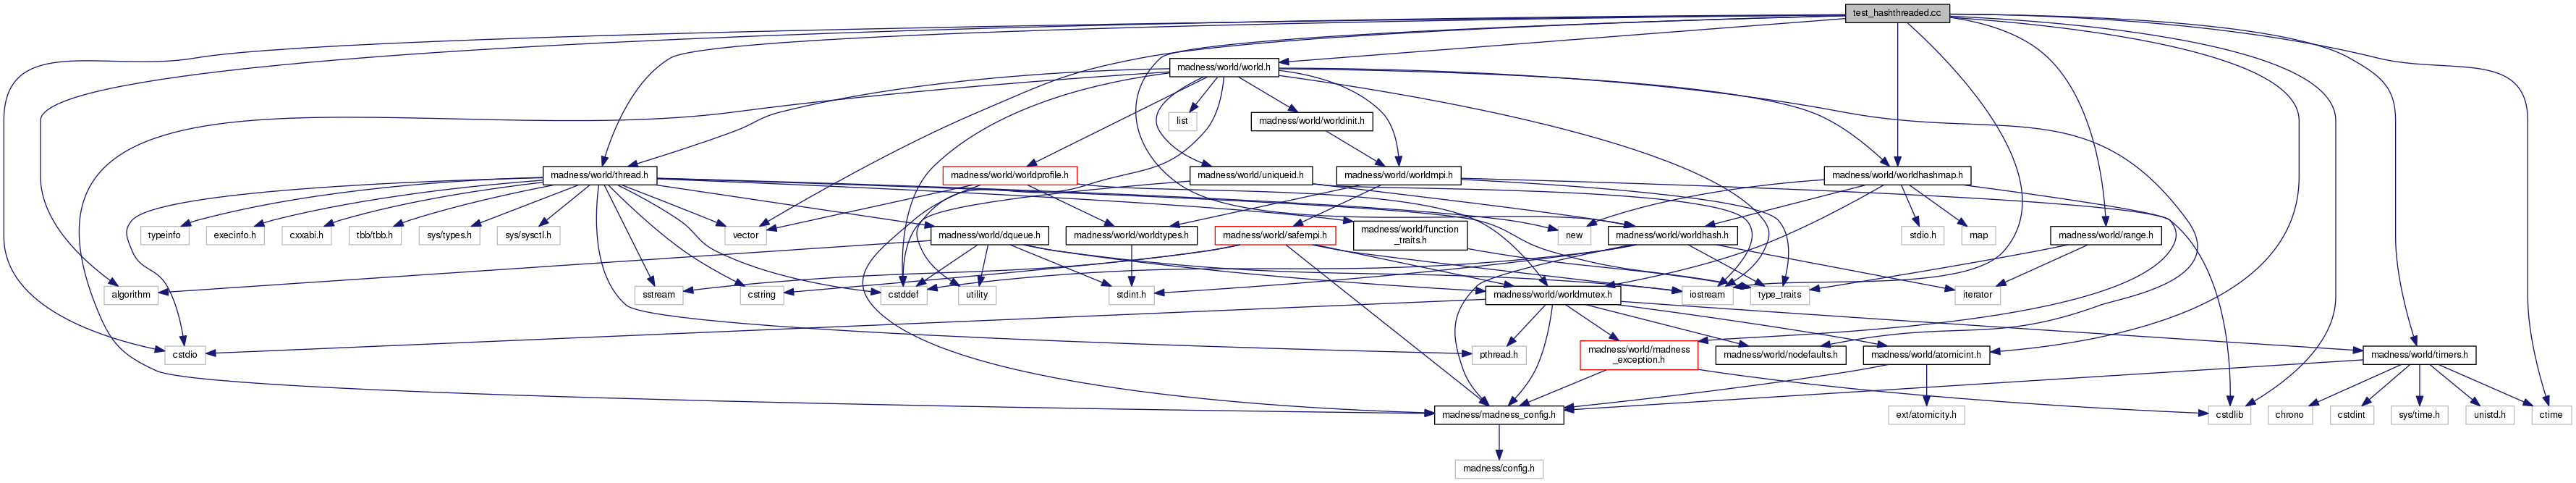 test_hashthreaded.cc
madness/world/world.h
list
madness/world/worldinit.h
madness/world/thread.h
madness/world/worldprofile.h
madness/world/uniqueid.h
madness/world/worldmpi.h
madness/world/worldhashmap.h
typeinfo
execinfo.h
cxxabi.h
tbb/tbb.h
sys/types.h
sys/sysctl.h
vector
madness/world/dqueue.h
madness/world/worldtypes.h
madness/world/safempi.h
madness/world/function
_traits.h
new
madness/world/worldhash.h
stdio.h
map
madness/world/range.h
algorithm
sstream
cstring
cstddef
utility
stdint.h
madness/world/worldmutex.h
iostream
type_traits
iterator
cstdio
pthread.h
madness/world/madness
_exception.h
madness/world/nodefaults.h
madness/world/atomicint.h
madness/world/timers.h
madness/madness_config.h
ext/atomicity.h
cstdlib
chrono
cstdint
sys/time.h
unistd.h
ctime
madness/config.h